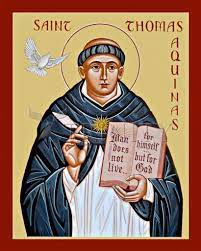 SAINT THOMAS
AQUINAS
Man
does
not
live...
for
himself
but for
God